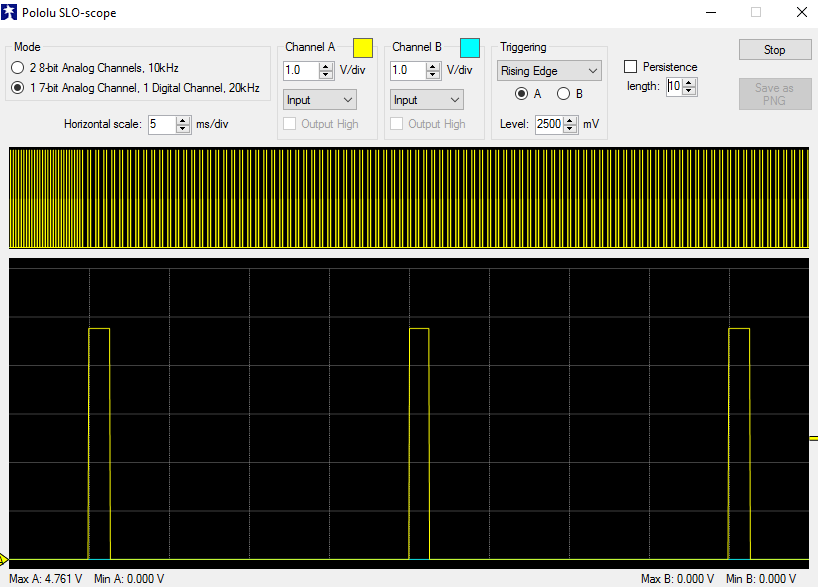 Pololu SLO-scope
Mode
2 8-bit Analog Channels, 10kHz
1 7-bit Analog Channel, 1 Digital Channel, 20kHz
Horizontal scale: 5 ms/div
Channel A
1.0 V/div
Input
Output High
Channel B
1.0 V/div
Input
Output High
Triggering
Rising Edge
A B
Level: 2500 mV
Persistence
length: 10
Stop
Save as
PNG
Max A: 4.761 V Min A: 0.000 V
Max B: 0.000 V Min B: 0.000 V